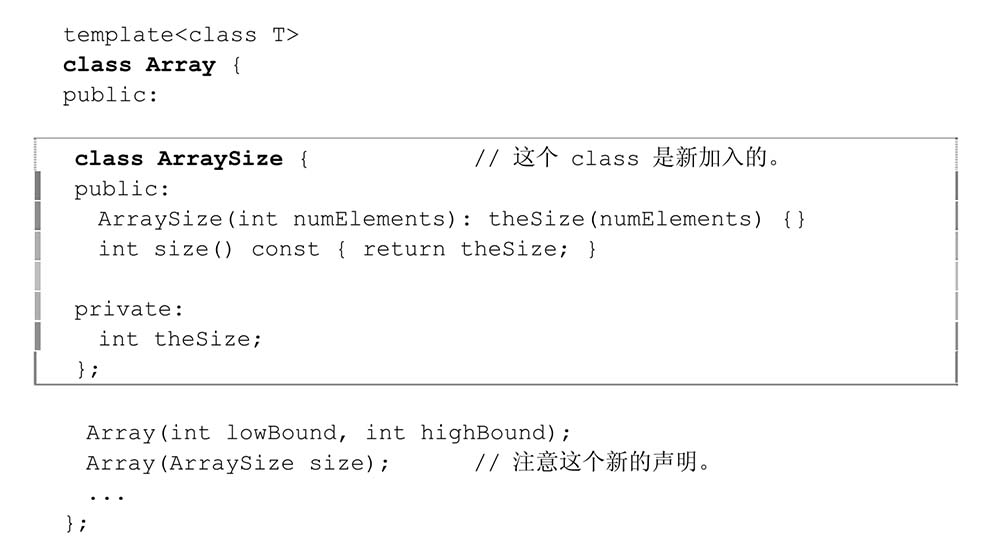 template<class T>
class Array {
public:
class ArraySize { // 这个 class 是新加入的。
public:
ArraySize(int numElements): theSize(numElements) {}
int size() const { return theSize; }
private:
int theSize;
};
Array(int lowBound, int highBound);
Array(ArraySize size); // 注意这个新的声明。
...
};